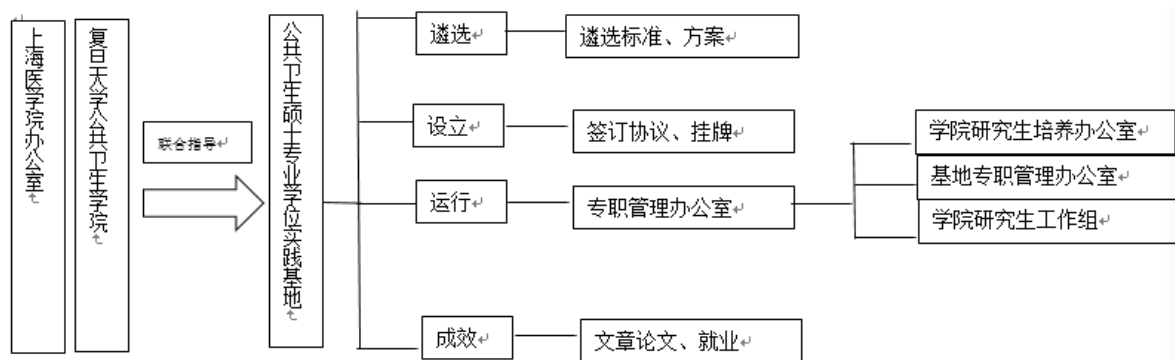 上海医学院办公室
复旦大学公共卫生学院
联合指导
公共卫生硕士专业学位实践基地
遴选
遴选标准、方案
设立
签订协议、挂牌
运行
专职管理办公室
学院研究生培养办公室
基地专职管理办公室
学院研究生工作组
成效
文章论文、就业